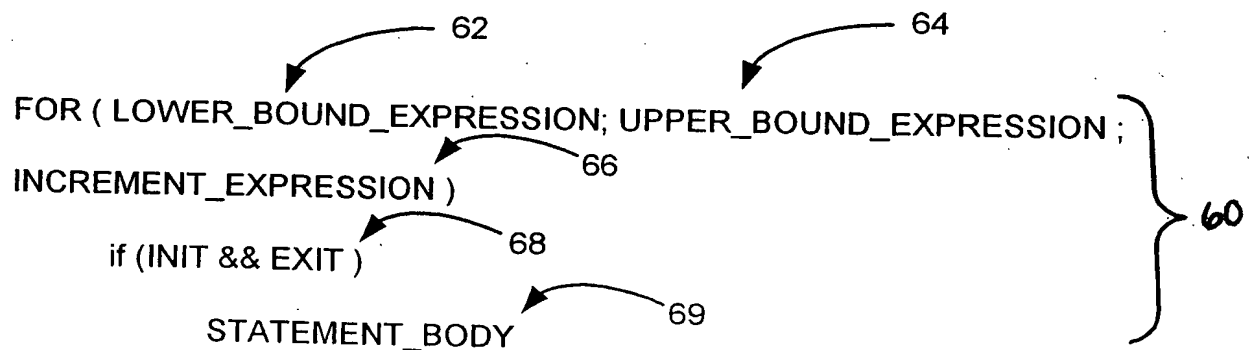 62 64
FOR ( LOWER_BOUND_EXPRESSION; UPPER_BOUND_EXPRESSION ;
66
INCREMENT_EXPRESSION )
60
68
if (INIT && EXIT )
69
STATEMENT_BODY